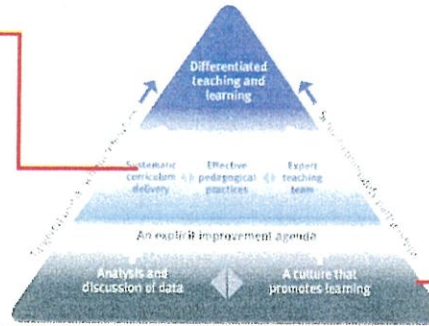 Differentiated
teaching and
learning
Systematic
curriculum
delivery
Effective
pedagogical
practices
Expert
teaching
team
An explicit improvement agenda
Analysis and
discussion of data
A culture that
promotes learning